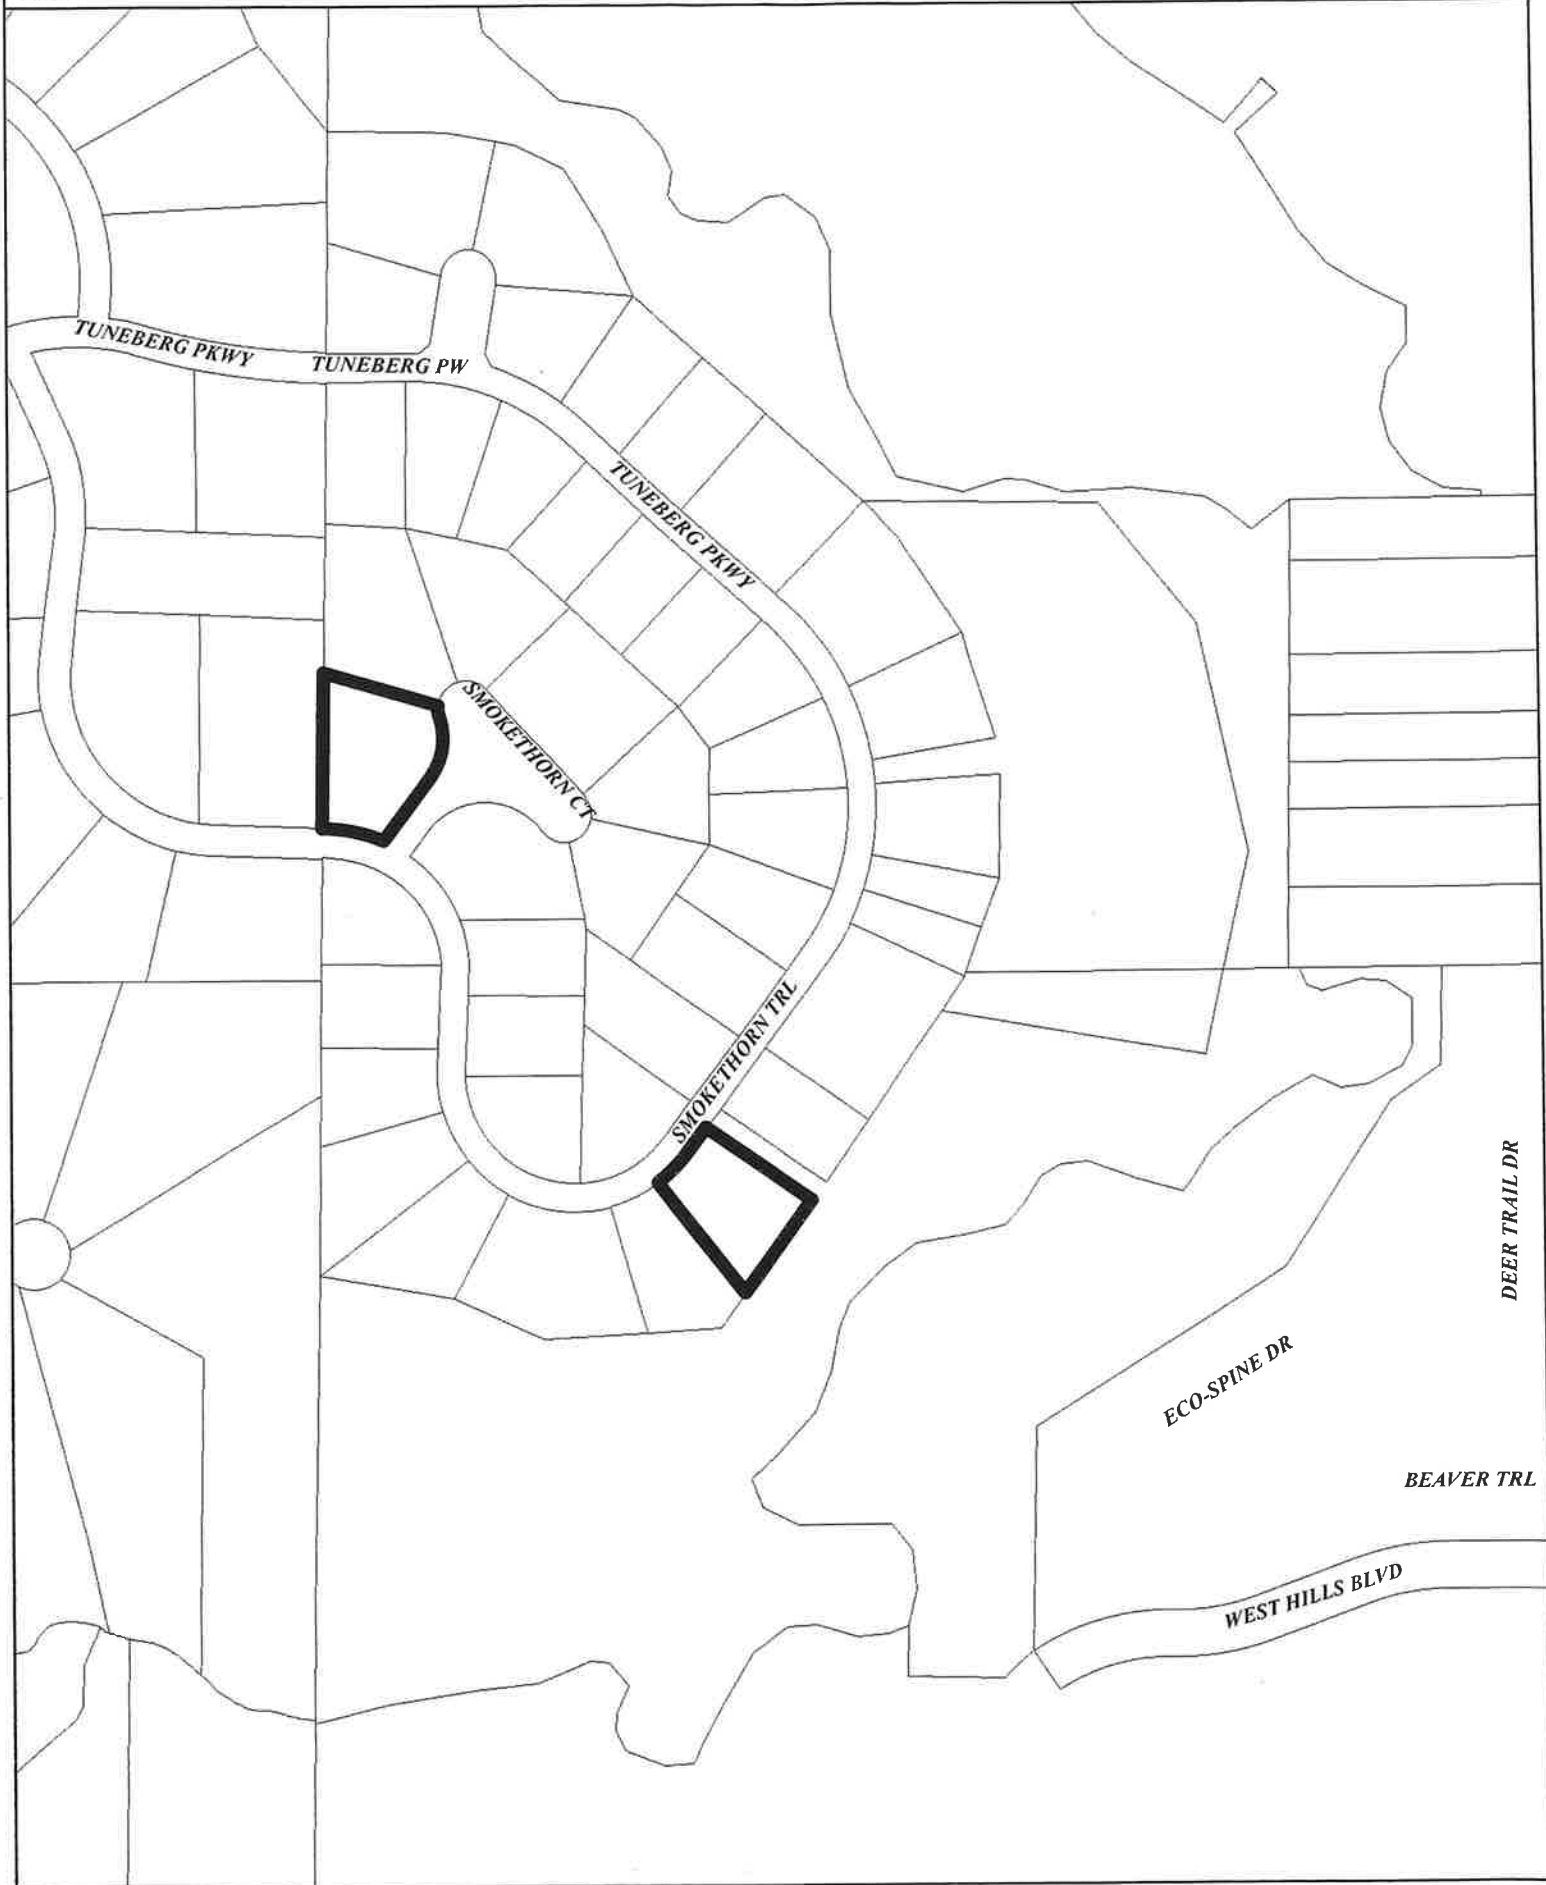 TUNEBERG PKWY
TUNEBERG PW
TUNEBERG PKWY
SMOKETHORN CT
SMOKETHORN TRL
DEER TRAIL DR
ECO-SPINE DR
BEAVER TRL
WEST HILLS BLVD